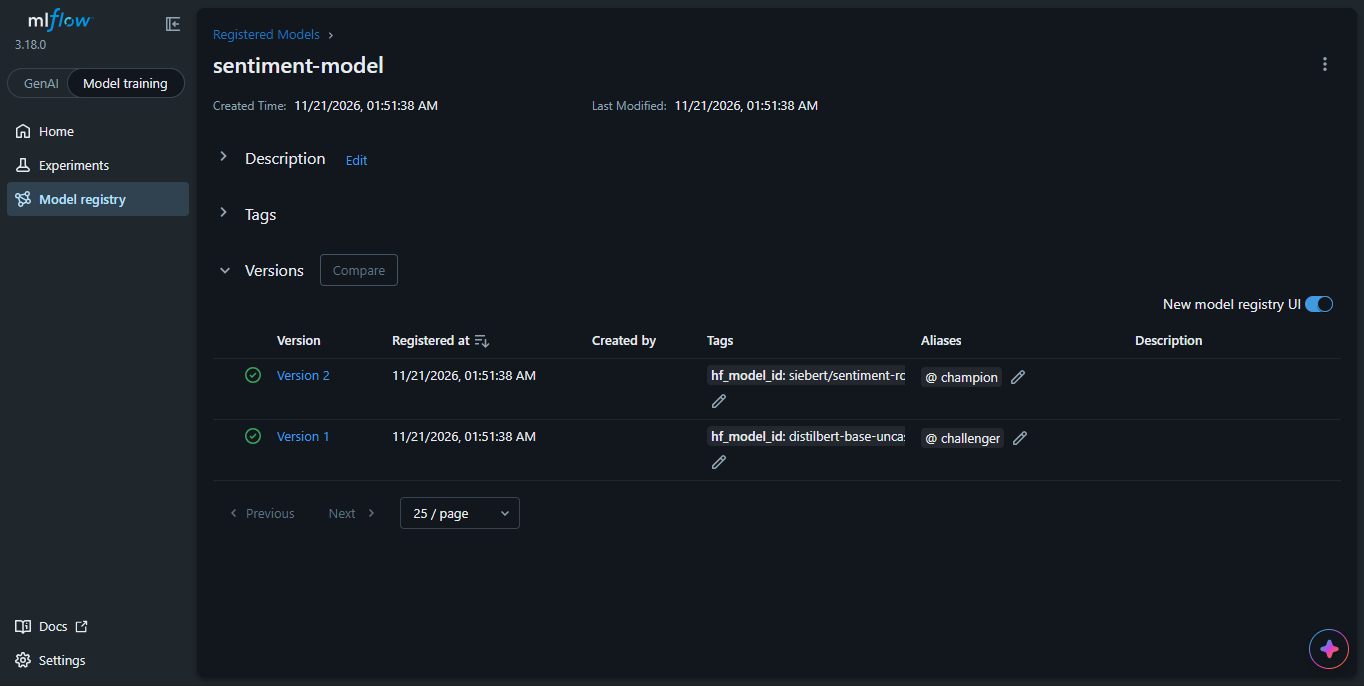 mlflow
3.18.0
GenAI Model training
Home
Experiments
Model registry
Docs
Settings
Registered Models
sentiment-model
Created Time: 11/21/2026, 01:51:38 AM Last Modified: 11/21/2026, 01:51:38 AM
Description Edit
Tags
Versions Compare
New model registry UI
Version Registered at Created by Tags Aliases Description
Version 2 11/21/2026, 01:51:38 AM hf_model_id: siebert/sentiment-ro @ champion
Version 1 11/21/2026, 01:51:38 AM hf_model_id: distilbert-base-uncas @ challenger
Previous Next 25 / page